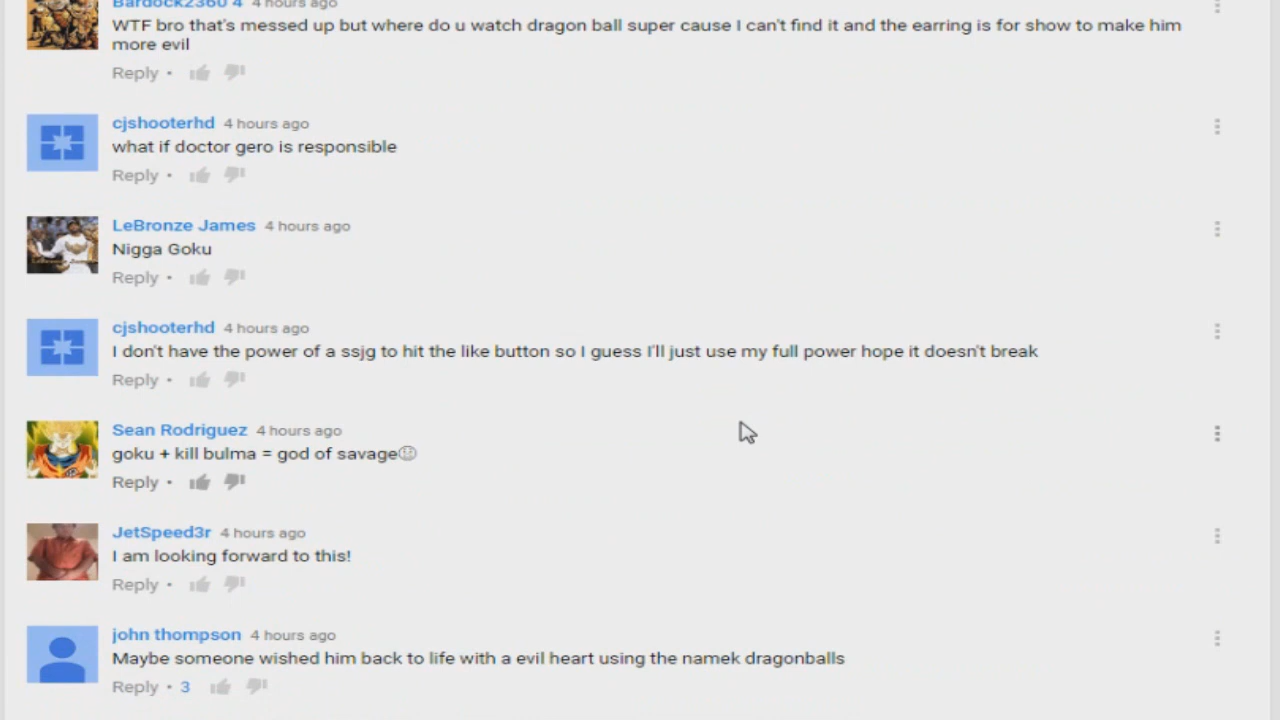 Bardock2360 4 4 hours ago
WTF bro that's messed up but where do u watch dragon ball super cause I can't find it and the earring is for show to make him
more evil
Reply •
cjshooterhd 4 hours ago
what if doctor gero is responsible
Reply •
LeBronze James 4 hours ago
Nigga Goku
Reply •
cjshooterhd 4 hours ago
I don't have the power of a ssjg to hit the like button so I guess I'll just use my full power hope it doesn't break
Reply •
Sean Rodriguez 4 hours ago
goku + kill bulma = god of savage
Reply •
JetSpeed3r 4 hours ago
I am looking forward to this!
Reply •
john thompson 4 hours ago
Maybe someone wished him back to life with a evil heart using the namek dragonballs
Reply • 3